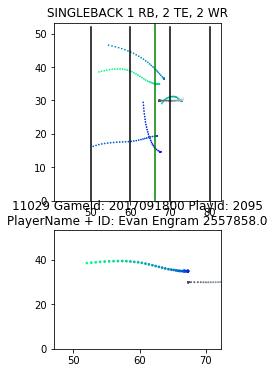 SINGLEBACK 1 RB, 2 TE, 2 WR
50
40
30
20
10
0
50 60 70 80
11029 GameId: 2017091800 PlayId: 2095
PlayerName + ID: Evan Engram 2557858.0
40
20
0
50 60 70